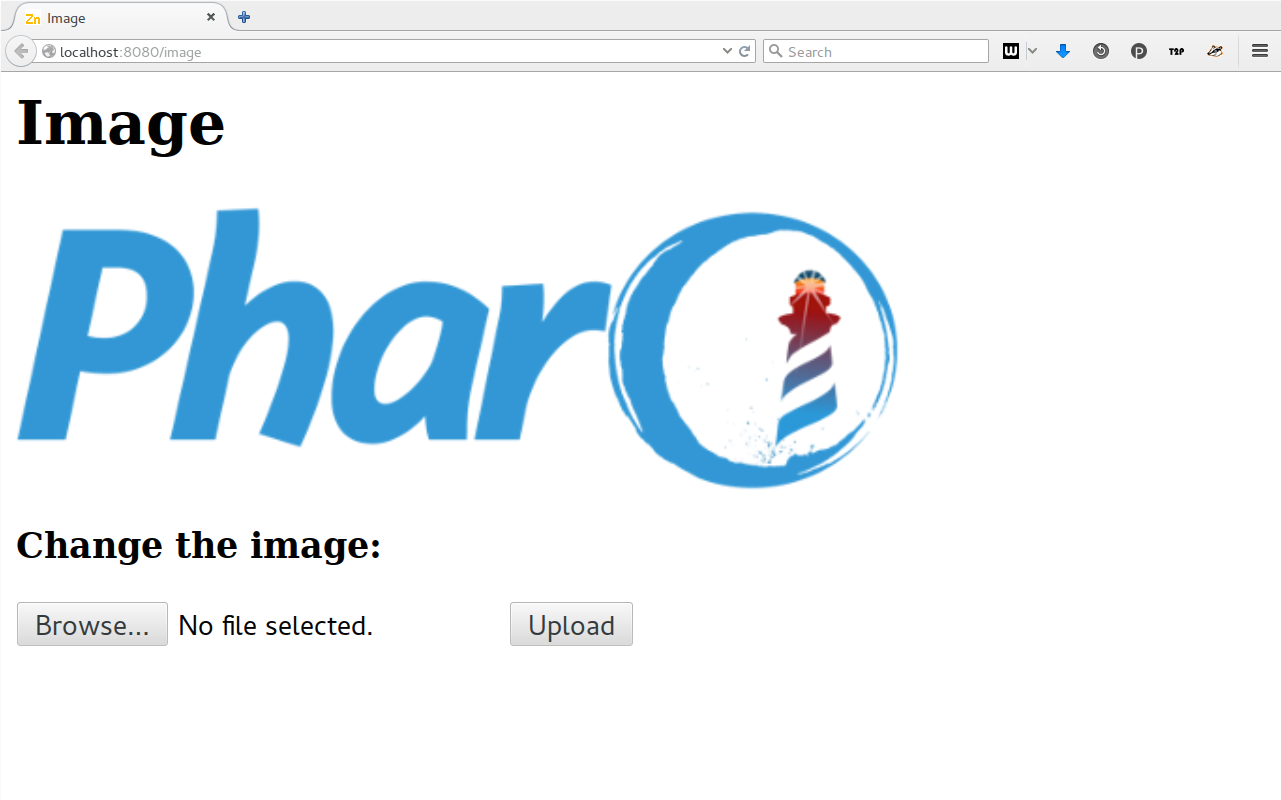 Zn Image
localhost:8080/image
Search
W
P
T2P
Image
Pharo
Change the image:
Browse... No file selected. Upload